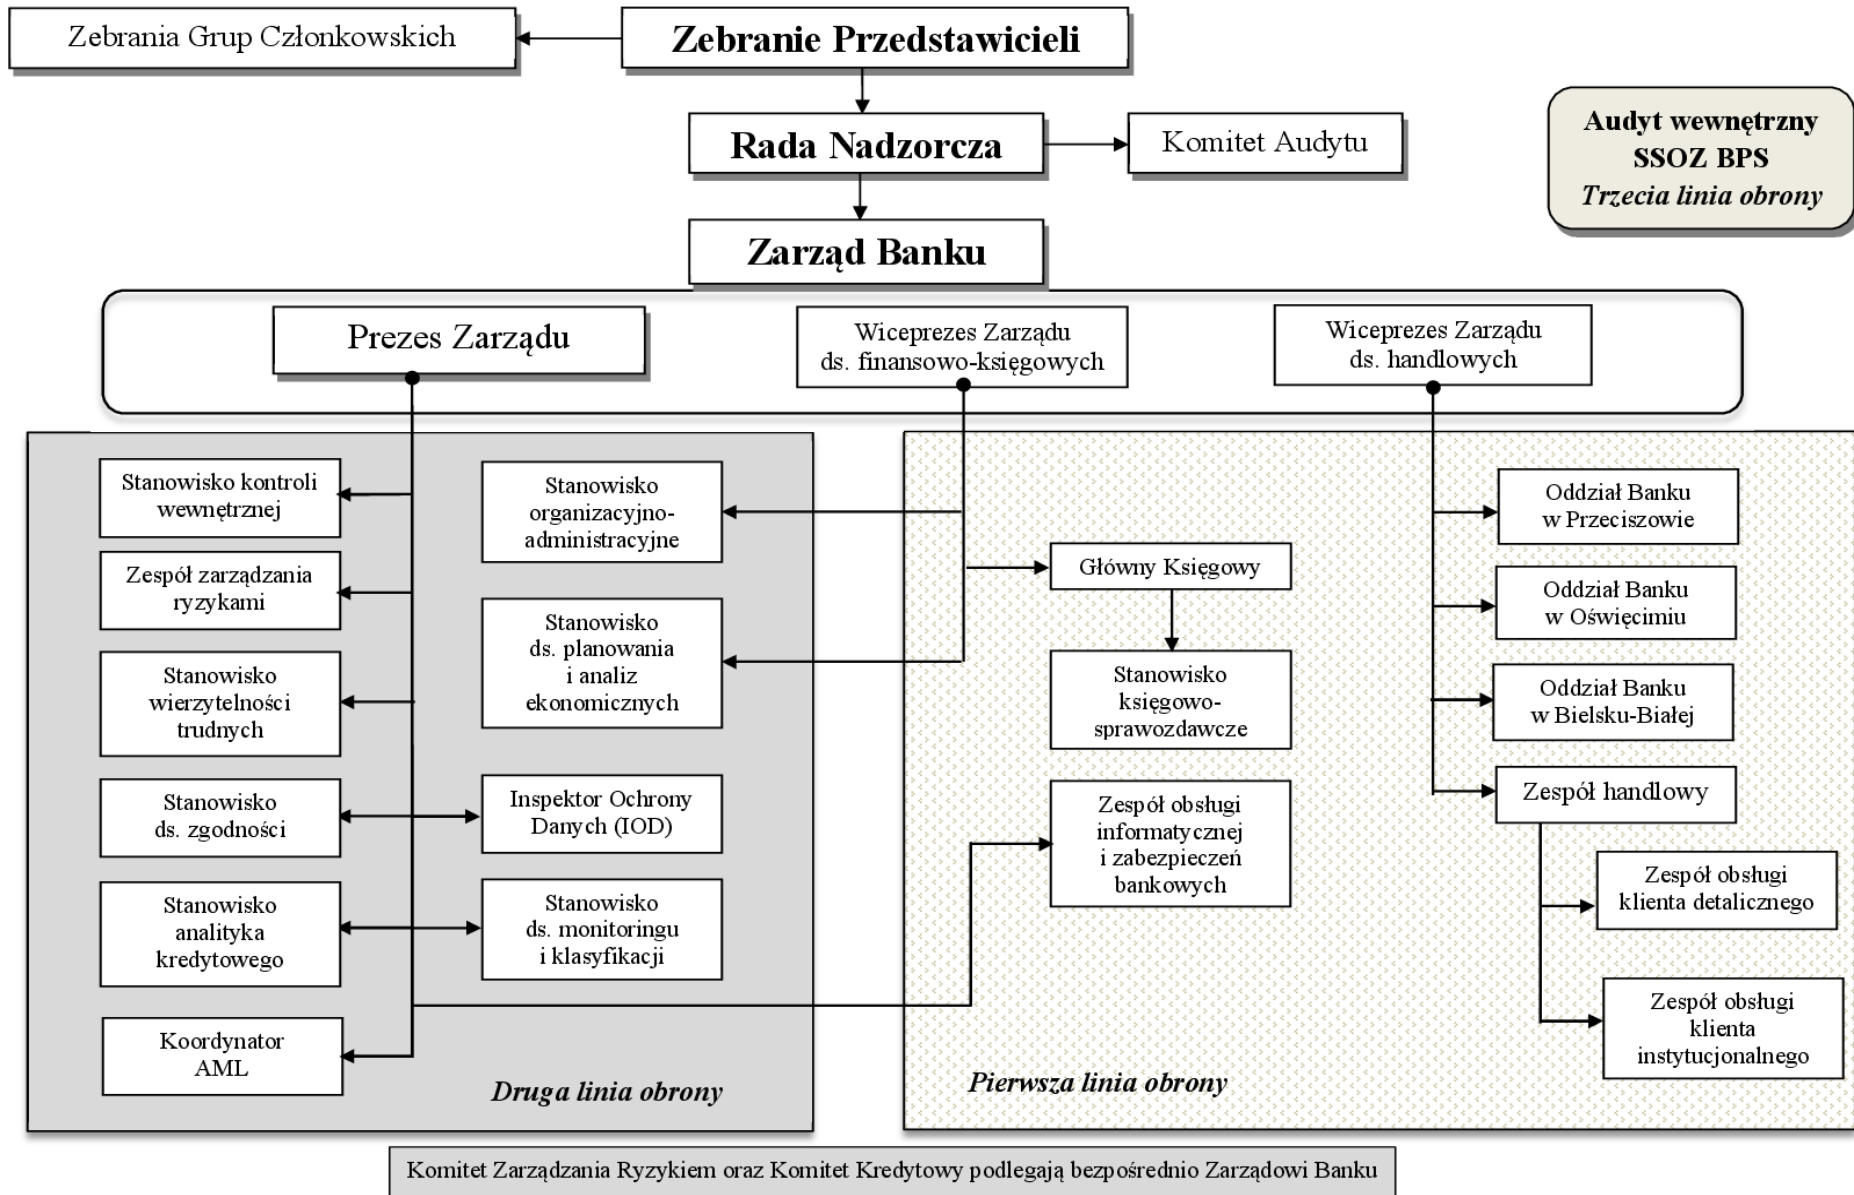 Zebrania Grup Członkowskich
Zebranie Przedstawicieli
Rada Nadzorcza
Komitet Audytu
Audyt wewnętrzny
SSOZ BPS
Trzecia linia obrony
Zarząd Banku
Prezes Zarządu
Wiceprezes Zarządu
ds. finansowo-księgowych
Wiceprezes Zarządu
ds. handlowych
Stanowisko kontroli
wewnętrznej
Zespół zarządzania
ryzykami
Stanowisko
wierzytelności
trudnych
Stanowisko
ds. zgodności
Stanowisko
analityka
kredytowego
Koordynator
AML
Stanowisko
organizacyjno-
administracyjne
Stanowisko
ds. planowania
i analiz
ekonomicznych
Inspektor Ochrony
Danych (IOD)
Stanowisko
ds. monitoringu
i klasyfikacji
Druga linia obrony
Główny Księgowy
Stanowisko
księgowo-
sprawozdawcze
Zespół obsługi
informatycznej
i zabezpieczeń
bankowych
Oddział Banku
w Przeciszowie
Oddział Banku
w Oświęcimiu
Oddział Banku
w Bielsku-Białej
Zespół handlowy
Zespół obsługi
klienta detalicznego
Zespół obsługi
klienta
instytucjonalnego
Pierwsza linia obrony
Komitet Zarządzania Ryzykiem oraz Komitet Kredytowy podlegają bezpośrednio Zarządowi Banku